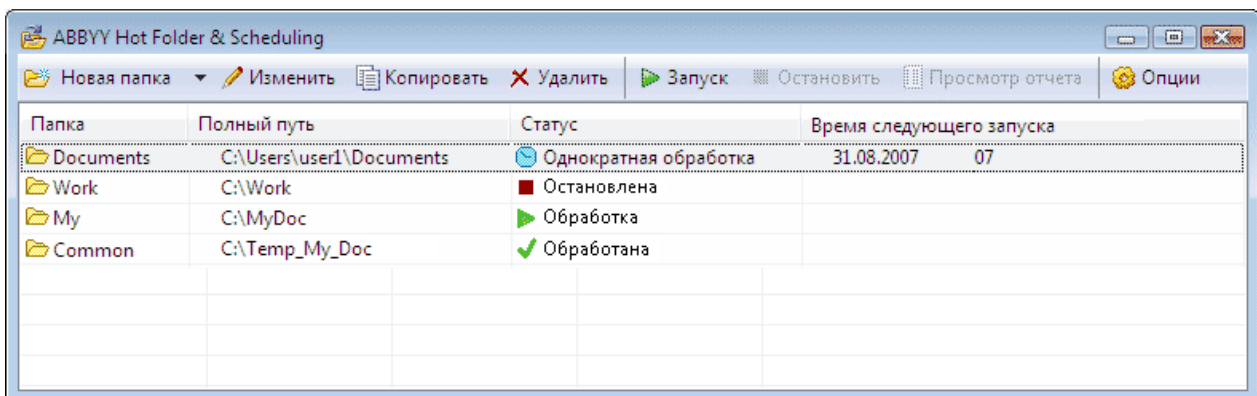 ABBYY Hot Folder & Scheduling
Новая папка Изменить Копировать Удалить Запуск Остановить Просмотр отчета Опции
Папка Полный путь Статус Время следующего запуска
Documents C:\Users\user1\Documents Однократная обработка 31.08.2007 07
Work C:\Work Остановлена
My C:\MyDoc Обработка
Common C:\Temp_My_Doc Обработана